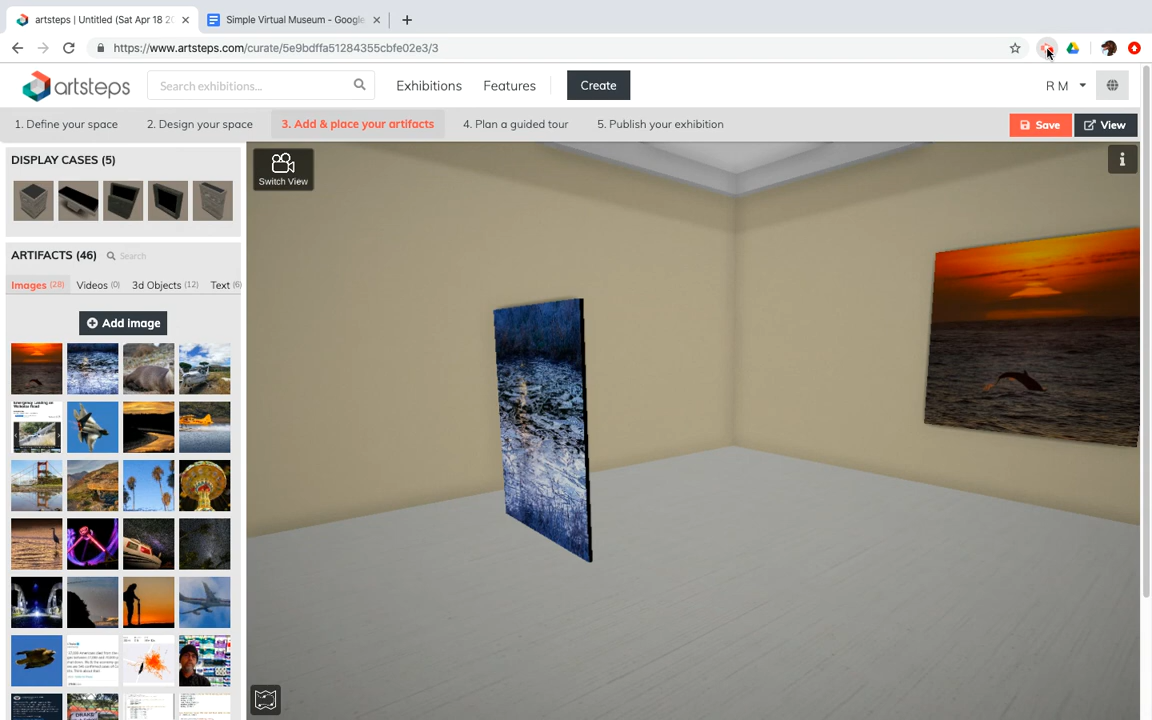 artsteps | Untitled (Sat Apr 18 20
Simple Virtual Museum - Google
https://www.artsteps.com/curate/5e9bdffa51284355cbfe02e3/3
artsteps
Search exhibitions...
Exhibitions
Features
Create
R M
1. Define your space
2. Design your space
3. Add & place your artifacts
4. Plan a guided tour
5. Publish your exhibition
Save
View
DISPLAY CASES (5)
Switch View
i
ARTIFACTS (46)
Search
Images (28)
Videos (0)
3d Objects (12)
Text (6)
Add image